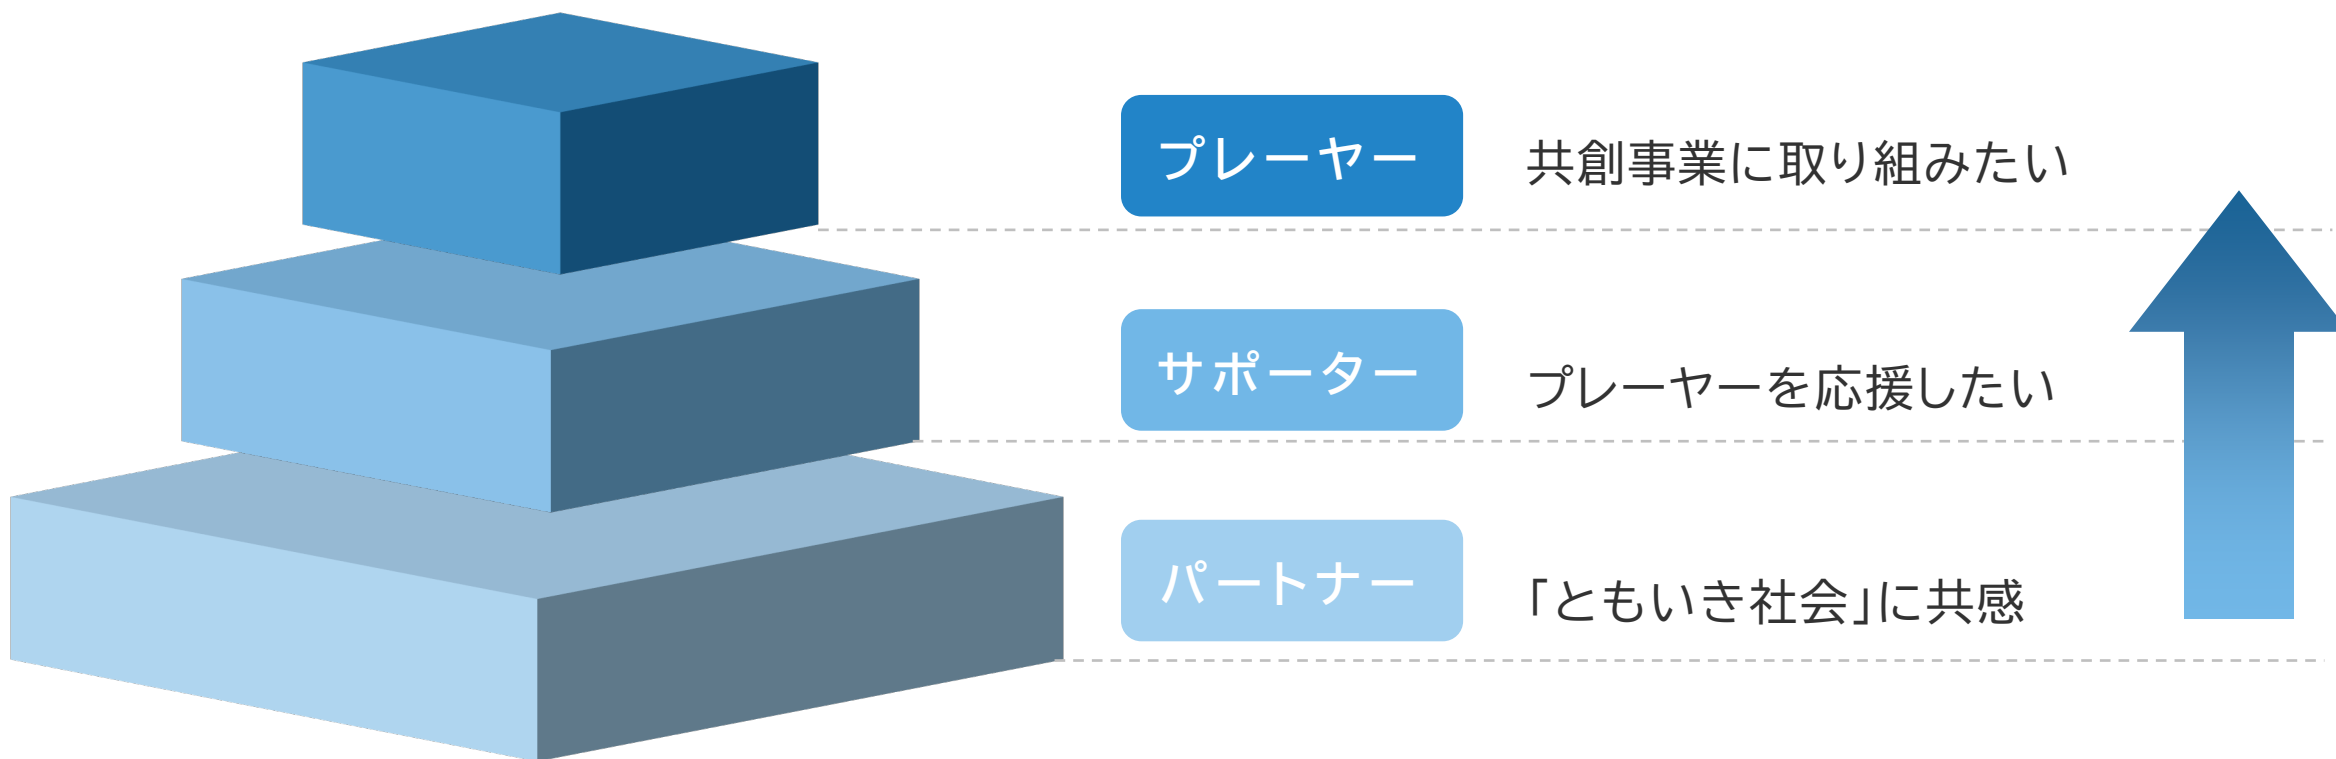 プレーヤー 共創事業に取り組みたい
サポーター プレーヤーを応援したい
パートナー 「ともいき社会」に共感